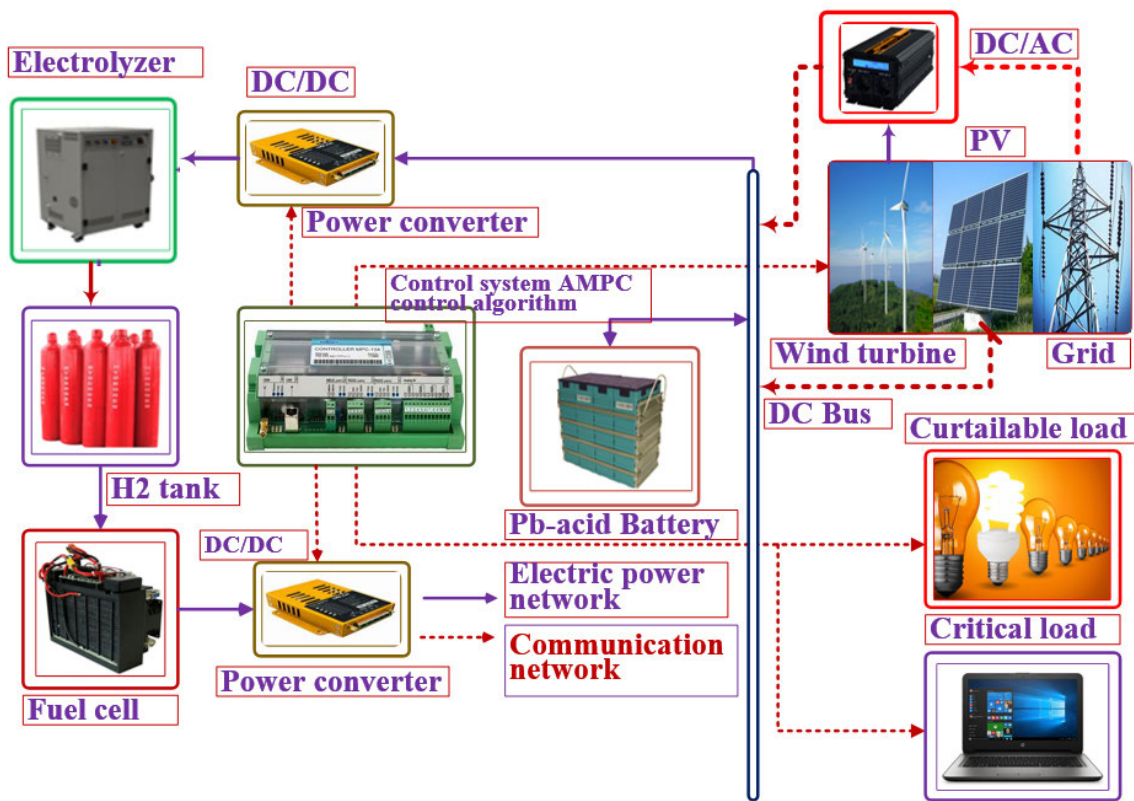 Electrolyzer
DC/DC
DC/AC
PV
Power converter
Control system AMPC
control algorithm
CONTROLLER MPC-
Wind turbine
Grid
DC Bus
Curtailable load
H2 tank
Pb-acid Battery
DC/DC
Electric power
network
Critical load
Communication
network
Power converter
Fuel cell